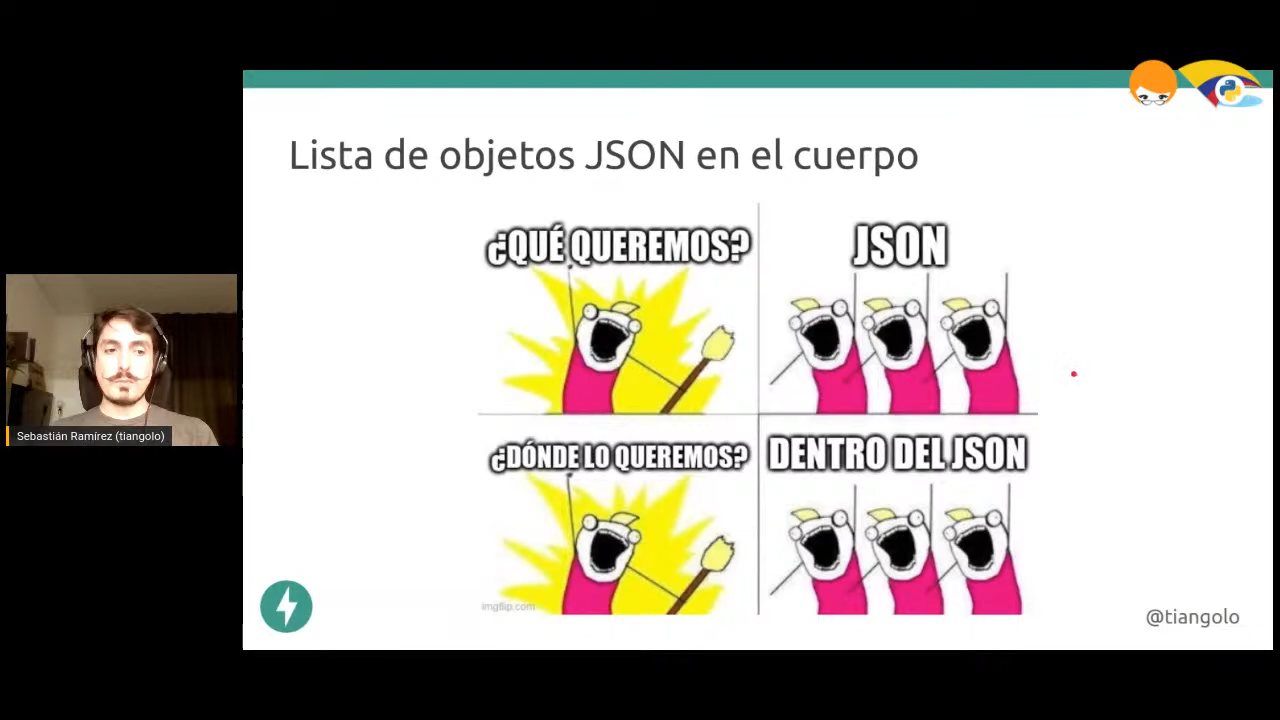 Lista de objetos JSON en el cuerpo
¿QUÉ QUEREMOS?
JSON
¿DÓNDE LO QUEREMOS?
DENTRO DEL JSON
imgflip.com
@tiangolo
Sebastián Ramírez (tiangolo)